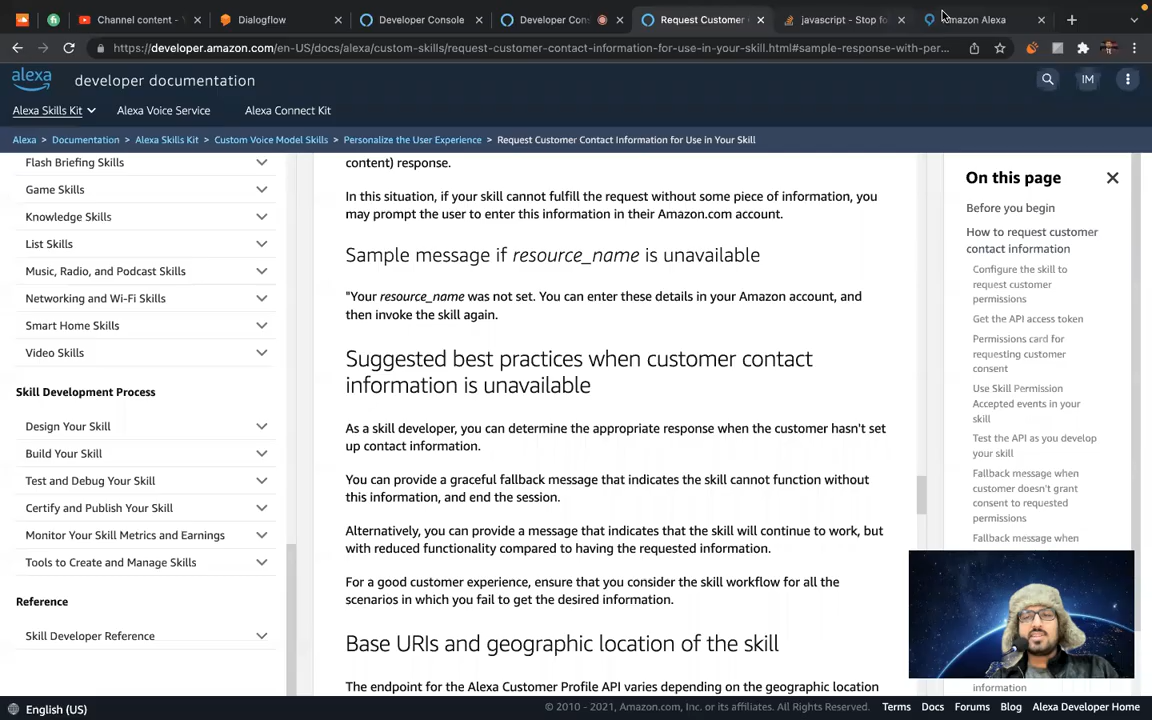 Channel content - Y
Dialogflow
Developer Console
Developer Cons
Request Customer
javascript - Stop fo
Amazon Alexa
https://developer.amazon.com/en-US/docs/alexa/custom-skills/request-customer-contact-information-for-use-in-your-skill.html#sample-response-with-per...
alexa developer documentation
IM
Alexa Skills Kit Alexa Voice Service Alexa Connect Kit
Alexa > Documentation > Alexa Skills Kit > Custom Voice Model Skills > Personalize the User Experience > Request Customer Contact Information for Use in Your Skill
Flash Briefing Skills
Game Skills
Knowledge Skills
List Skills
Music, Radio, and Podcast Skills
Networking and Wi-Fi Skills
Smart Home Skills
Video Skills
Skill Development Process
Design Your Skill
Build Your Skill
Test and Debug Your Skill
Certify and Publish Your Skill
Monitor Your Skill Metrics and Earnings
Tools to Create and Manage Skills
Reference
Skill Developer Reference
content) response.
In this situation, if your skill cannot fulfill the request without some piece of information, you
may prompt the user to enter this information in their Amazon.com account.
Sample message if resource_name is unavailable
"Your resource_name was not set. You can enter these details in your Amazon account, and
then invoke the skill again.
Suggested best practices when customer contact
information is unavailable
As a skill developer, you can determine the appropriate response when the customer hasn't set
up contact information.
You can provide a graceful fallback message that indicates the skill cannot function without
this information, and end the session.
Alternatively, you can provide a message that indicates that the skill will continue to work, but
with reduced functionality compared to having the requested information.
For a good customer experience, ensure that you consider the skill workflow for all the
scenarios in which you fail to get the desired information.
Base URIs and geographic location of the skill
The endpoint for the Alexa Customer Profile API varies depending on the geographic location
On this page
Before you begin
How to request customer
contact information
Configure the skill to
request customer
permissions
Get the API access token
Permissions card for
requesting customer
consent
Use Skill Permission
Accepted events in your
skill
Test the API as you develop
your skill
Fallback message when
customer doesn't grant
consent to requested
permissions
Fallback message when
information
English (US)
© 2010 - 2021, Amazon.com, Inc. or its affiliates. All Rights Reserved. Terms Docs Forums Blog Alexa Developer Home